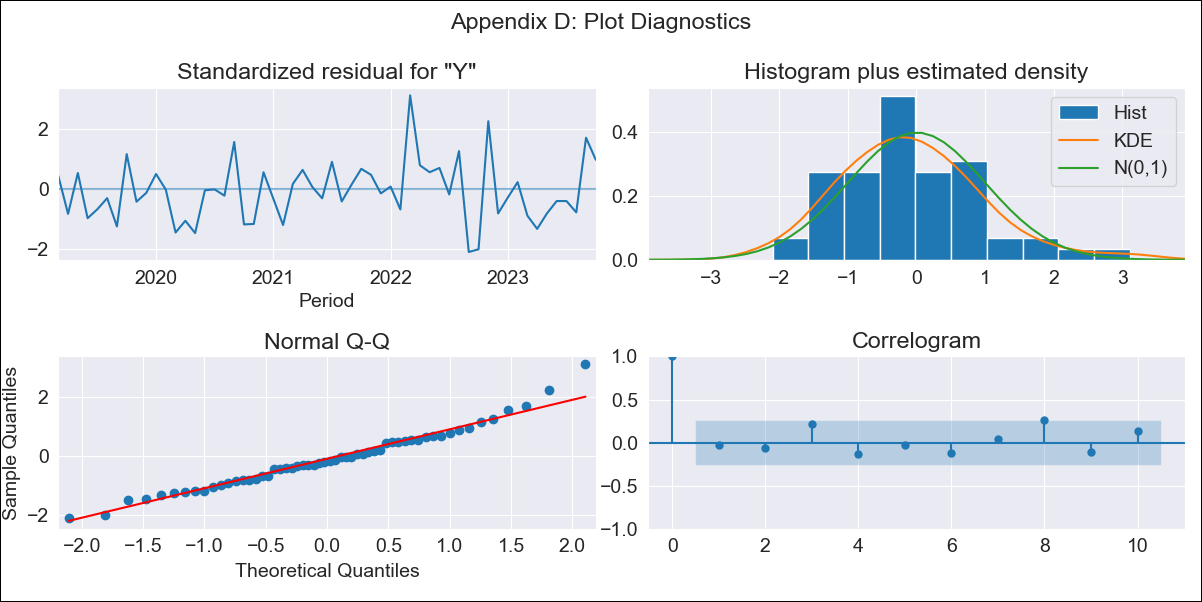 Appendix D: Plot Diagnostics
Standardized residual for "Y"
2
0
−2
2020 2021 2022 2023
Period
Histogram plus estimated density
0.4
0.2
0.0
−3 −2 −1 0 1 2 3
Hist
KDE
N(0,1)
Normal Q-Q
Sample Quantiles
2
0
−2
−2.0 −1.5 −1.0 −0.5 0.0 0.5 1.0 1.5 2.0
Theoretical Quantiles
Correlogram
1.0
0.5
0.0
−0.5
−1.0
0 2 4 6 8 10